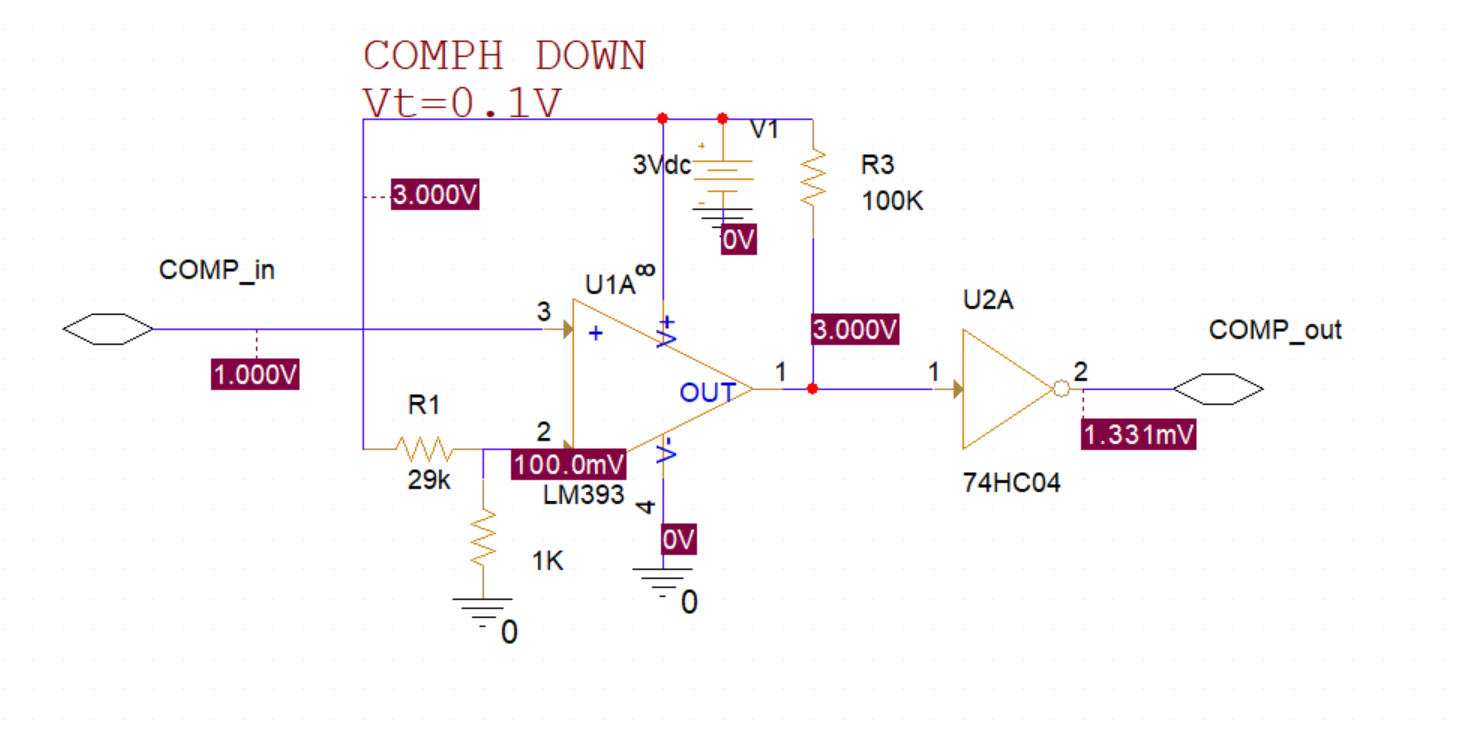 COMPH DOWN
Vt=0.1V
V1
3Vdc
R3
100K
3.000V
0V
COMP_in
U1A
8
3
+
V+
U2A
COMP_out
3.000V
1.000V
OUT
1
1
2
R1
2
100.0mV
V-
1.331mV
29k
LM393
4
74HC04
0V
1K
0
0